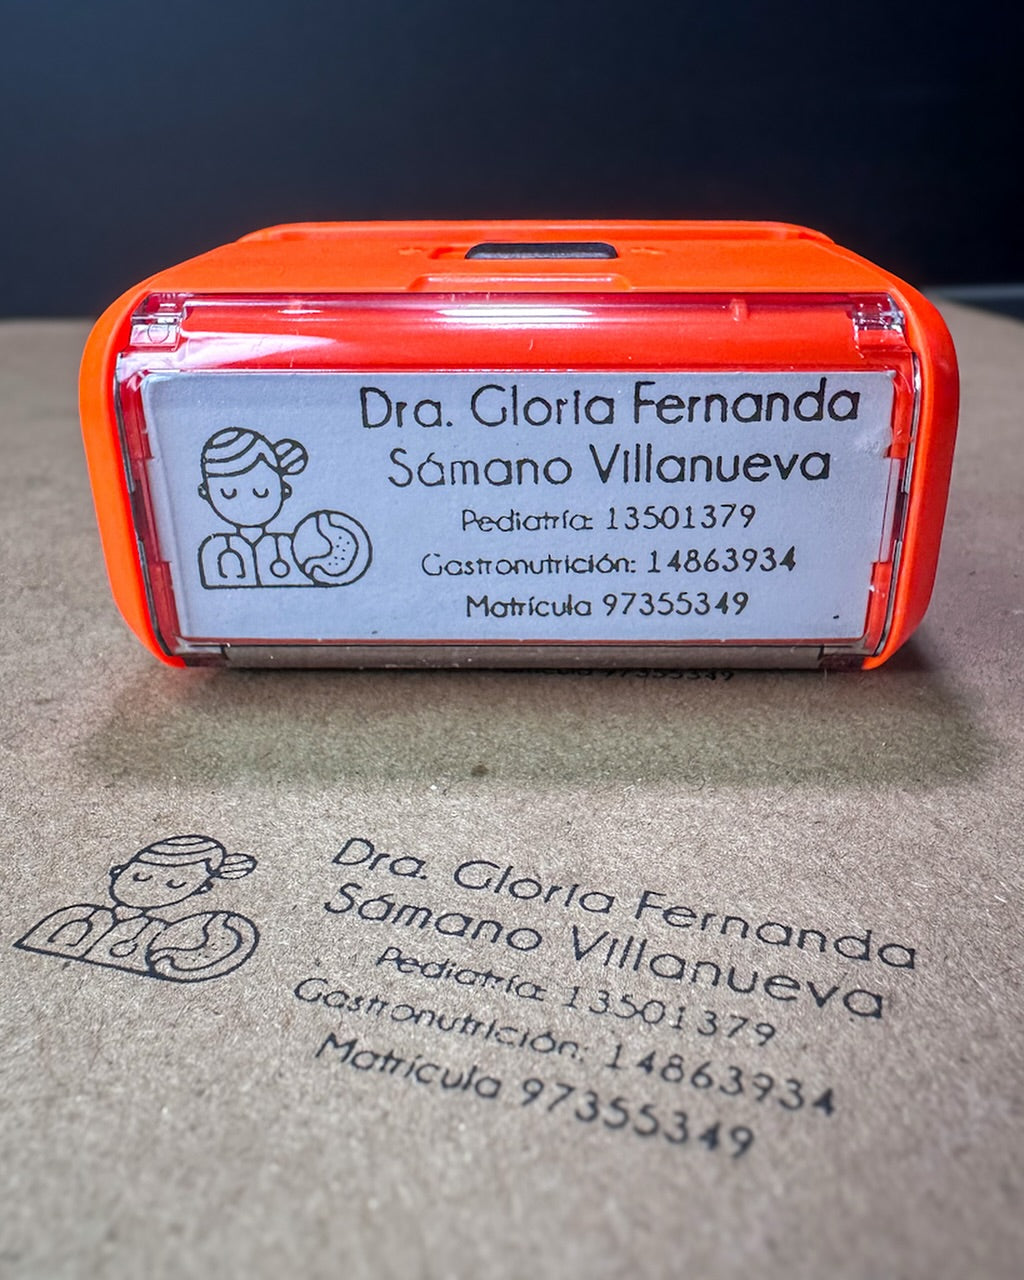 Dra. Gloria Fernanda
Sámano Villanueva
Pediatría: 13501379
Gastronutrición: 14863934
Matrícula 97355349
97355349
Dra. Gloria Fernanda
Sámano Villanueva
Pediatría: 13501379
Gastronutrición: 14863934
Matrícula 97355349